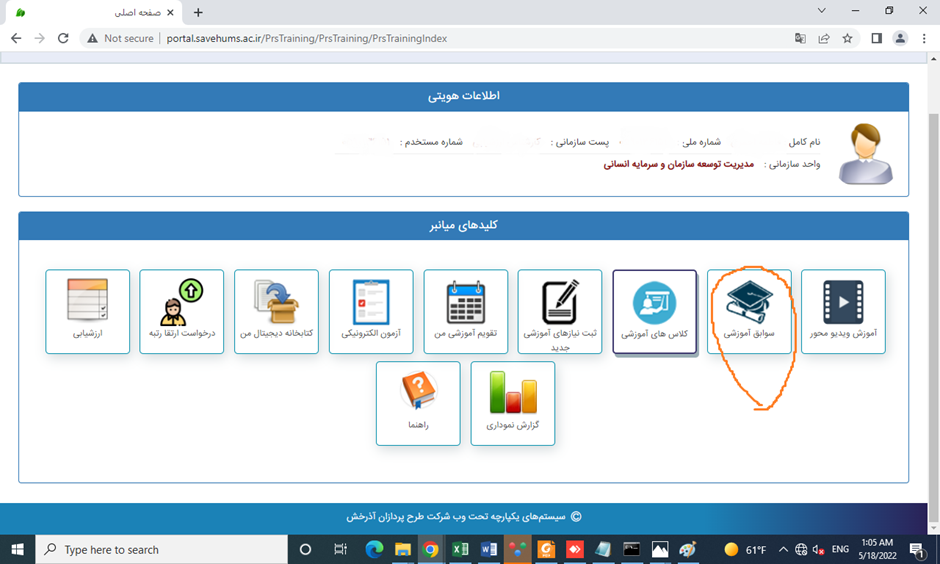 صفحه اصلی
Not secure | portal.savehums.ac.ir/PrsTraining/PrsTraining/PrsTrainingIndex
اطلاعات هویتی
نام کامل شماره ملی: پست سازمانی : شماره مستخدم :
واحد سازمانی : مدیریت توسعه سازمان و سرمایه انسانی
کلیدهای میانبر
آموزش ویدیو محور
سوابق آموزشی
کلاس های آموزشی
ثبت نیازهای آموزشی
جدید
تقویم آموزشی من
آزمون الکترونیکی
کتابخانه دیجیتال من
درخواست ارتقا رتبه
ارزشیابی
گزارش نموداری
راهنما
© سیستم‌های یکپارچه تحت وب شرکت طرح پردازان آذرخش
Type here to search
61°F
ENG
1:05 AM
5/18/2022
1